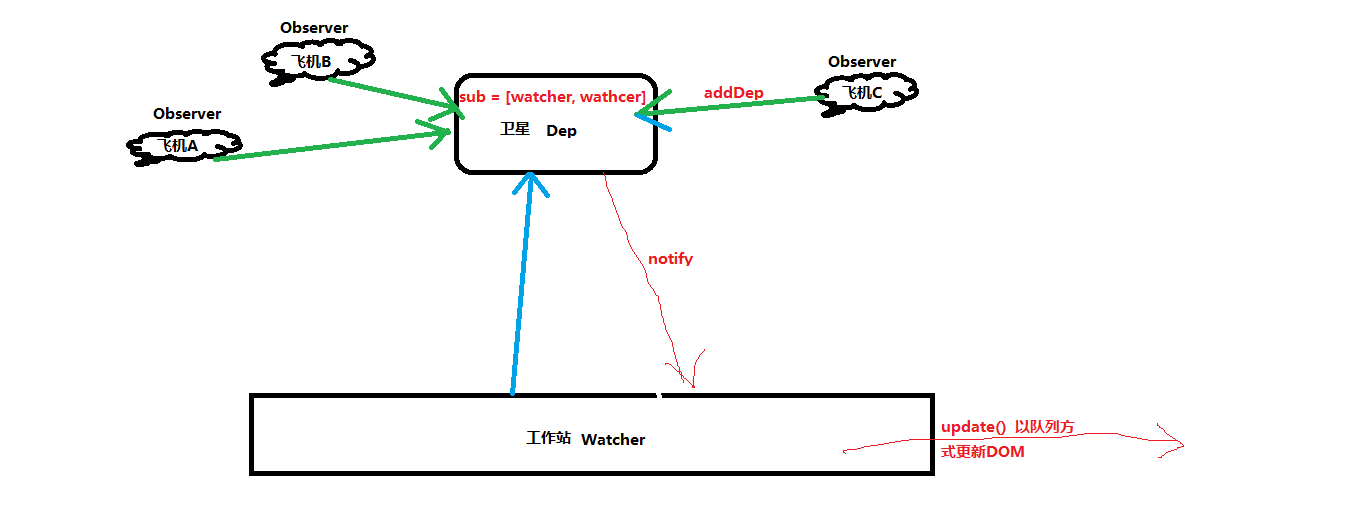 Observer
飞机B
Observer
飞机C
Observer
飞机A
sub = [watcher, wathcer]
addDep
卫星 Dep
notify
工作站 Watcher
update() 以队列方
式更新DOM